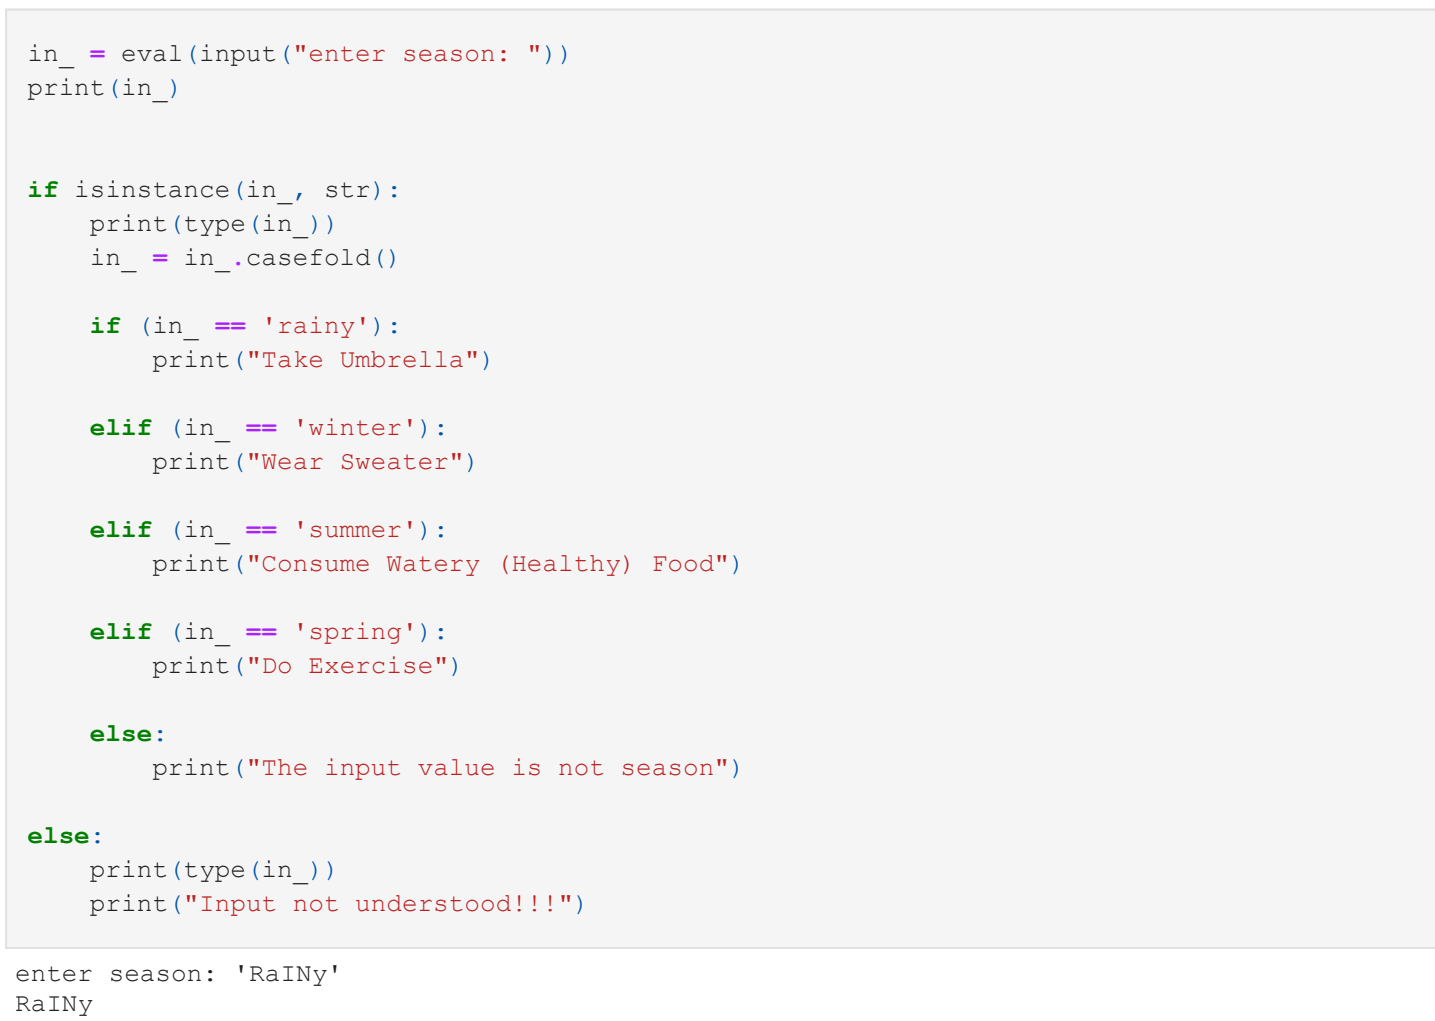 in_ = eval(input("enter season: "))
print(in_)
if isinstance(in_, str):
    print(type(in_))
    in_ = in_.casefold()
    if (in_ == 'rainy'):
        print("Take Umbrella")
    elif (in_ == 'winter'):
        print("Wear Sweater")
    elif (in_ == 'summer'):
        print("Consume Watery (Healthy) Food")
    elif (in_ == 'spring'):
        print("Do Exercise")
    else:
        print("The input value is not season")
else:
    print(type(in_))
    print("Input not understood!!!")
enter season: 'RaINy'
RaINy